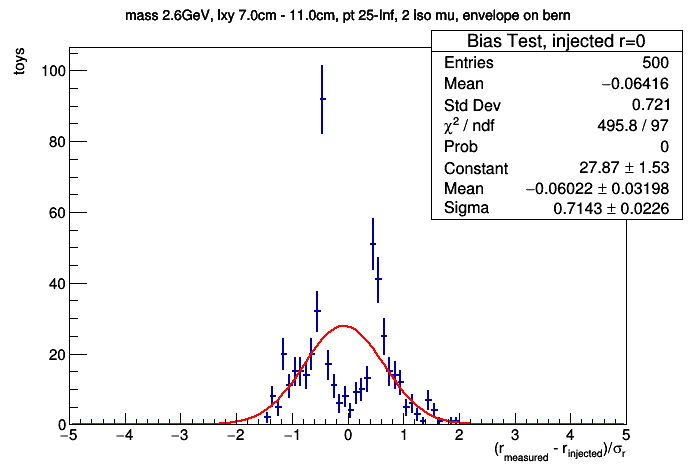 mass 2.6GeV, lxy 7.0cm - 11.0cm, pt 25-Inf, 2 Iso mu, envelope on bern
toys
Bias Test, injected r=0
Entries 500
Mean −0.06416
Std Dev 0.721
χ² / ndf 495.8 / 97
Prob 0
Constant 27.87 ± 1.53
Mean −0.06022 ± 0.03198
Sigma 0.7143 ± 0.0226
100
80
60
40
20
0
−5 −4 −3 −2 −1 0 1 2 3 4 5
(r_measured - r_injected)/σ_r